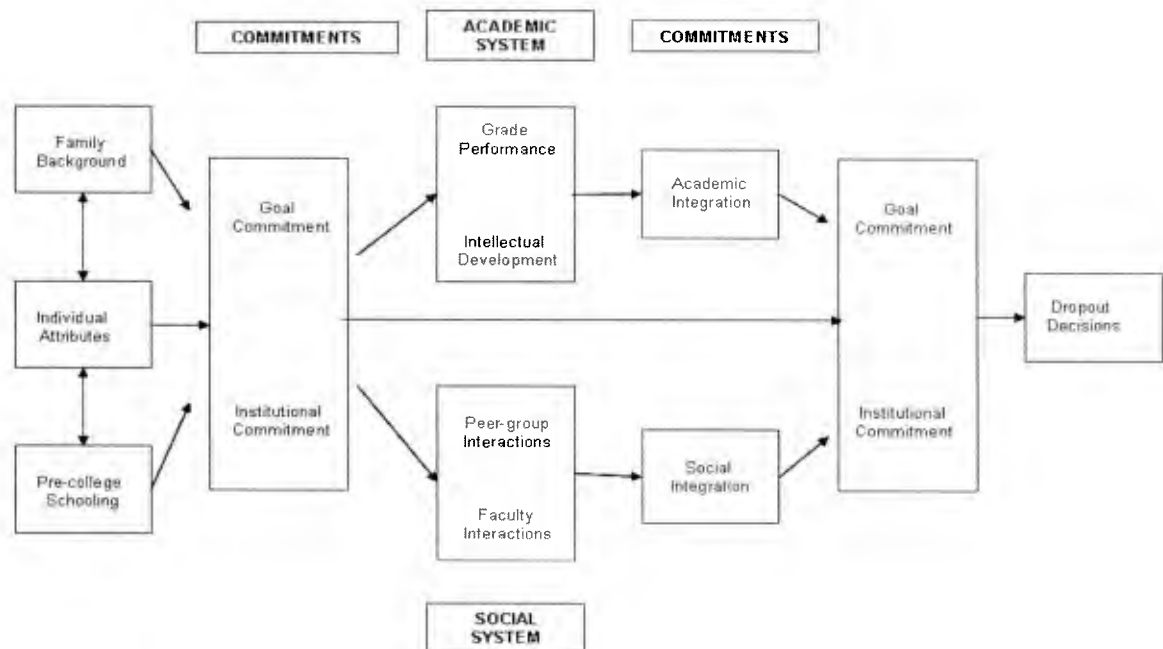 COMMITMENTS
ACADEMIC
SYSTEM
COMMITMENTS
Family
Background
Individual
Attributes
Pre-college
Schooling
Goal
Commitment
Institutional
Commitment
Grade
Performance
Intellectual
Development
Peer-group
Interactions
Faculty
Interactions
Academic
Integration
Social
Integration
Goal
Commitment
Institutional
Commitment
Dropout
Decisions
SOCIAL
SYSTEM